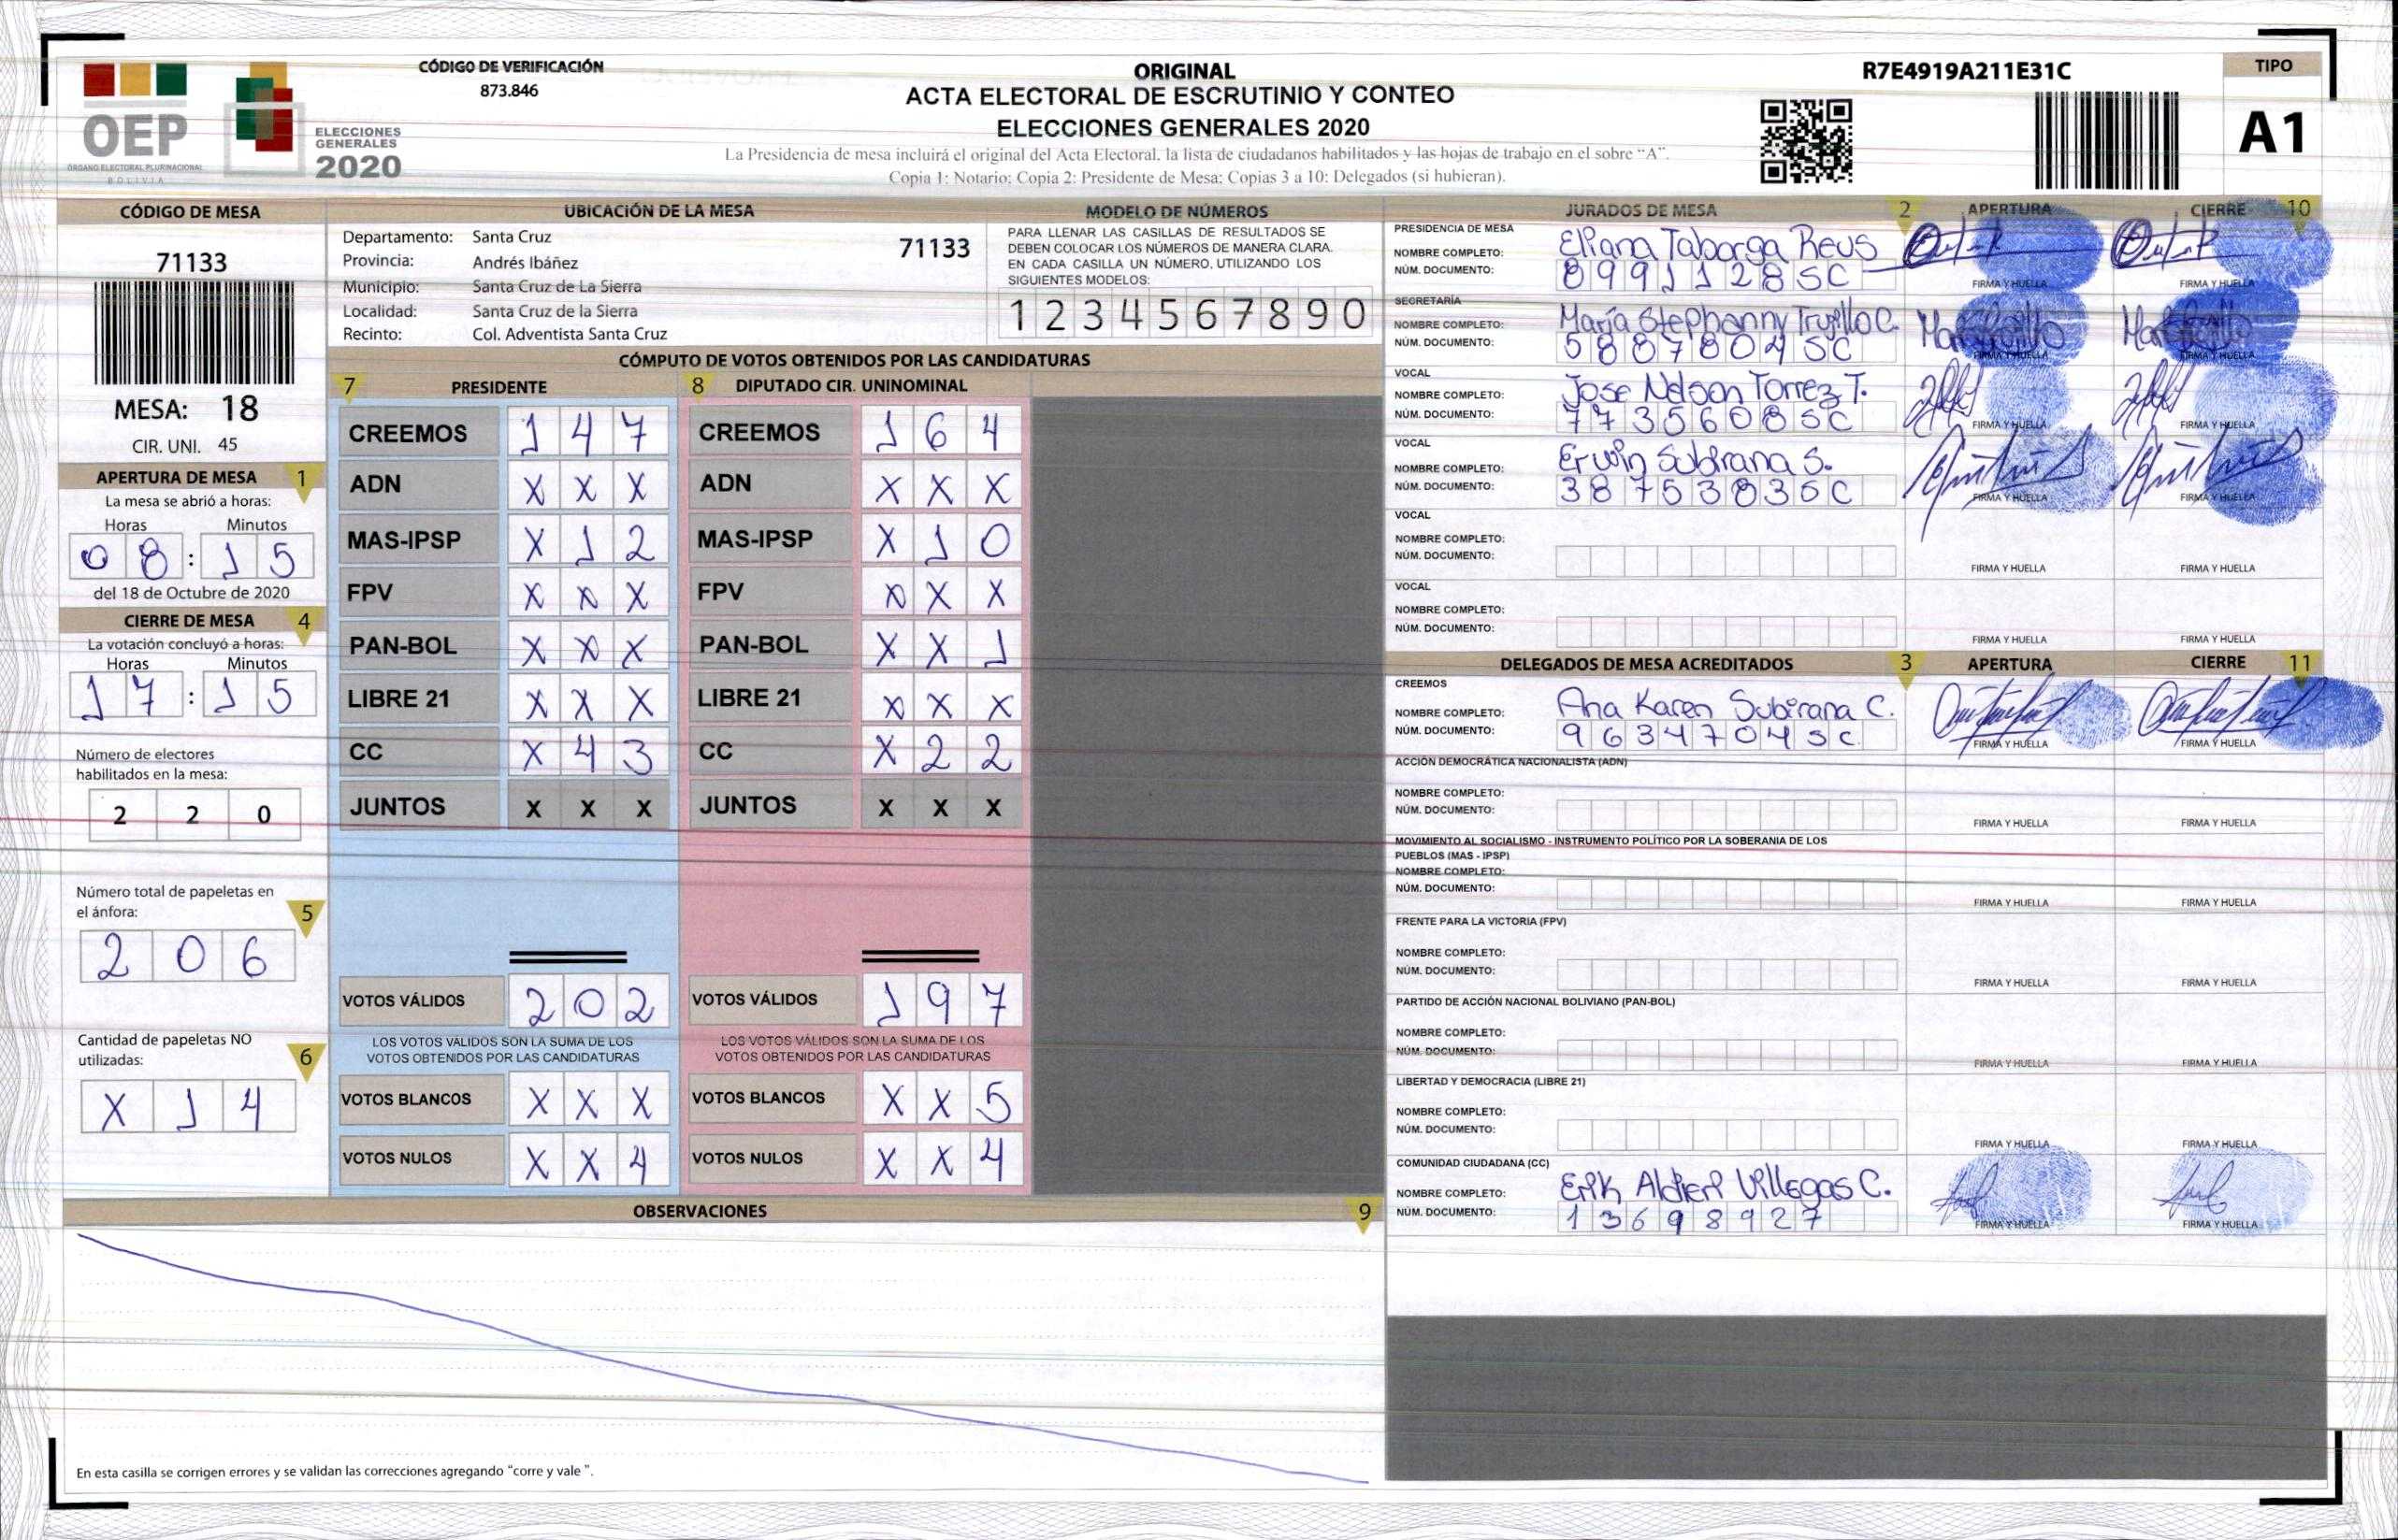 CÓDIGO DE VERIFICACIÓN
873.846
ORIGINAL
ACTA ELECTORAL DE ESCRUTINIO Y CONTEO
ELECCIONES GENERALES 2020
La Presidencia de mesa incluirá el original del Acta Electoral, la lista de ciudadanos habilitados y las hojas de trabajo en el sobre "A".
Copia 1: Notario; Copia 2: Presidente de Mesa; Copias 3 a 10: Delegados (si hubieran).
R7E4919A211E31C
TIPO
A1
OEP
ÓRGANO ELECTORAL PLURINACIONAL
BOLIVIA
ELECCIONES
GENERALES
2020
CÓDIGO DE MESA
71133
MESA: 18
CIR. UNI. 45
APERTURA DE MESA 1
La mesa se abrió a horas:
Horas Minutos
08:15
del 18 de Octubre de 2020
CIERRE DE MESA 4
La votación concluyó a horas:
Horas Minutos
17:15
Número de electores
habilitados en la mesa:
2 2 0
Número total de papeletas en
el ánfora: 5
2 0 6
Cantidad de papeletas NO
utilizadas: 6
X 1 4
UBICACIÓN DE LA MESA
Departamento: Santa Cruz 71133
Provincia: Andrés Ibáñez
Municipio: Santa Cruz de La Sierra
Localidad: Santa Cruz de la Sierra
Recinto: Col. Adventista Santa Cruz
MODELO DE NÚMEROS
PARA LLENAR LAS CASILLAS DE RESULTADOS SE
DEBEN COLOCAR LOS NÚMEROS DE MANERA CLARA.
EN CADA CASILLA UN NÚMERO, UTILIZANDO LOS
SIGUIENTES MODELOS:
1 2 3 4 5 6 7 8 9 0
CÓMPUTO DE VOTOS OBTENIDOS POR LAS CANDIDATURAS
7 PRESIDENTE 8 DIPUTADO CIR. UNINOMINAL
CREEMOS 1 4 7 CREEMOS 1 6 4
ADN X X X ADN X X X
MAS-IPSP X 1 2 MAS-IPSP X 1 0
FPV X X X FPV X X X
PAN-BOL X X X PAN-BOL X X 1
LIBRE 21 X X X LIBRE 21 X X X
CC X 4 3 CC X 2 2
JUNTOS X X X JUNTOS X X X
VOTOS VÁLIDOS 2 0 2 VOTOS VÁLIDOS 1 9 7
LOS VOTOS VÁLIDOS SON LA SUMA DE LOS LOS VOTOS VÁLIDOS SON LA SUMA DE LOS
VOTOS OBTENIDOS POR LAS CANDIDATURAS VOTOS OBTENIDOS POR LAS CANDIDATURAS
VOTOS BLANCOS X X X VOTOS BLANCOS X X 5
VOTOS NULOS X X 4 VOTOS NULOS X X 4
OBSERVACIONES 9
En esta casilla se corrigen errores y se validan las correcciones agregando "corre y vale ".
JURADOS DE MESA 2 APERTURA CIERRE 10
PRESIDENCIA DE MESA
NOMBRE COMPLETO: Eliana Taborga Reus
NÚM. DOCUMENTO: 0991128SC FIRMA Y HUELLA FIRMA Y HUELLA
SECRETARÍA
NOMBRE COMPLETO: María Stephanny Trujillo C.
NÚM. DOCUMENTO: 5887804SC FIRMA Y HUELLA FIRMA Y HUELLA
VOCAL
NOMBRE COMPLETO: Jose Nelson Torrez T.
NÚM. DOCUMENTO: 7735608SC FIRMA Y HUELLA FIRMA Y HUELLA
VOCAL
NOMBRE COMPLETO: Erwin Subirana S.
NÚM. DOCUMENTO: 3875383SC FIRMA Y HUELLA FIRMA Y HUELLA
VOCAL
NOMBRE COMPLETO:
NÚM. DOCUMENTO: FIRMA Y HUELLA FIRMA Y HUELLA
VOCAL
NOMBRE COMPLETO:
NÚM. DOCUMENTO: FIRMA Y HUELLA FIRMA Y HUELLA
DELEGADOS DE MESA ACREDITADOS 3 APERTURA CIERRE 11
CREEMOS
NOMBRE COMPLETO: Ana Karen Subirana C.
NÚM. DOCUMENTO: 9634704SC FIRMA Y HUELLA FIRMA Y HUELLA
ACCIÓN DEMOCRÁTICA NACIONALISTA (ADN)
NOMBRE COMPLETO:
NÚM. DOCUMENTO: FIRMA Y HUELLA FIRMA Y HUELLA
MOVIMIENTO AL SOCIALISMO - INSTRUMENTO POLÍTICO POR LA SOBERANIA DE LOS
PUEBLOS (MAS - IPSP)
NOMBRE COMPLETO:
NÚM. DOCUMENTO: FIRMA Y HUELLA FIRMA Y HUELLA
FRENTE PARA LA VICTORIA (FPV)
NOMBRE COMPLETO:
NÚM. DOCUMENTO: FIRMA Y HUELLA FIRMA Y HUELLA
PARTIDO DE ACCIÓN NACIONAL BOLIVIANO (PAN-BOL)
NOMBRE COMPLETO:
NÚM. DOCUMENTO: FIRMA Y HUELLA FIRMA Y HUELLA
LIBERTAD Y DEMOCRACIA (LIBRE 21)
NOMBRE COMPLETO:
NÚM. DOCUMENTO: FIRMA Y HUELLA FIRMA Y HUELLA
COMUNIDAD CIUDADANA (CC)
NOMBRE COMPLETO: Erik Villegas C.
NÚM. DOCUMENTO: 13698927 FIRMA Y HUELLA FIRMA Y HUELLA